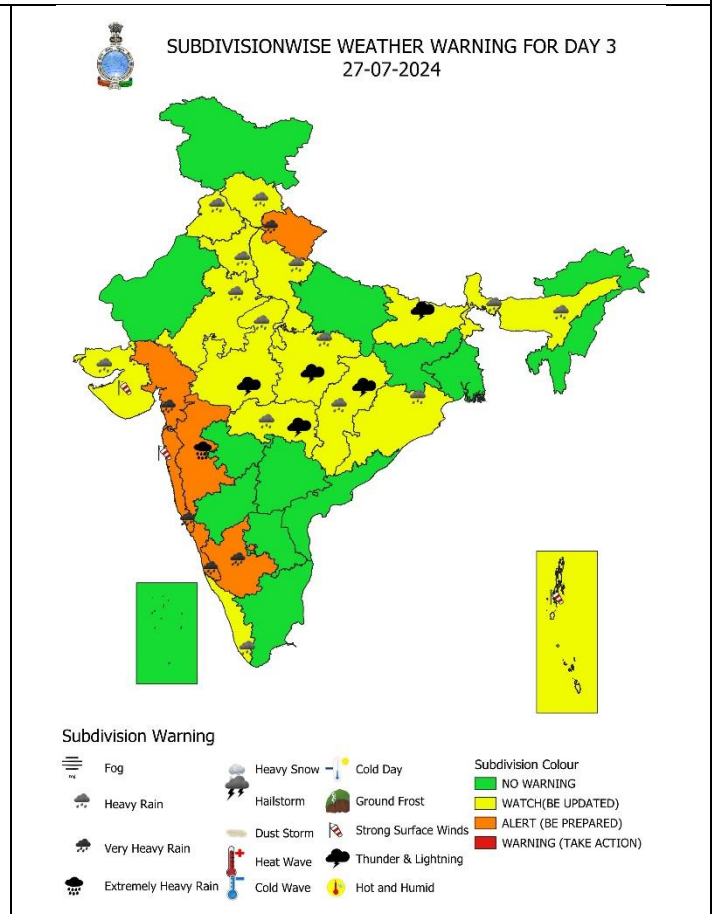 SUBDIVISIONWISE WEATHER WARNING FOR DAY 3
27-07-2024
Subdivision Warning
Fog
Heavy Rain
Very Heavy Rain
Extremely Heavy Rain
Heavy Snow
Hailstorm
Dust Storm
Heat Wave
Cold Wave
Cold Day
Ground Frost
Strong Surface Winds
Thunder & Lightning
Hot and Humid
Subdivision Colour
NO WARNING
WATCH(BE UPDATED)
ALERT (BE PREPARED)
WARNING (TAKE ACTION)